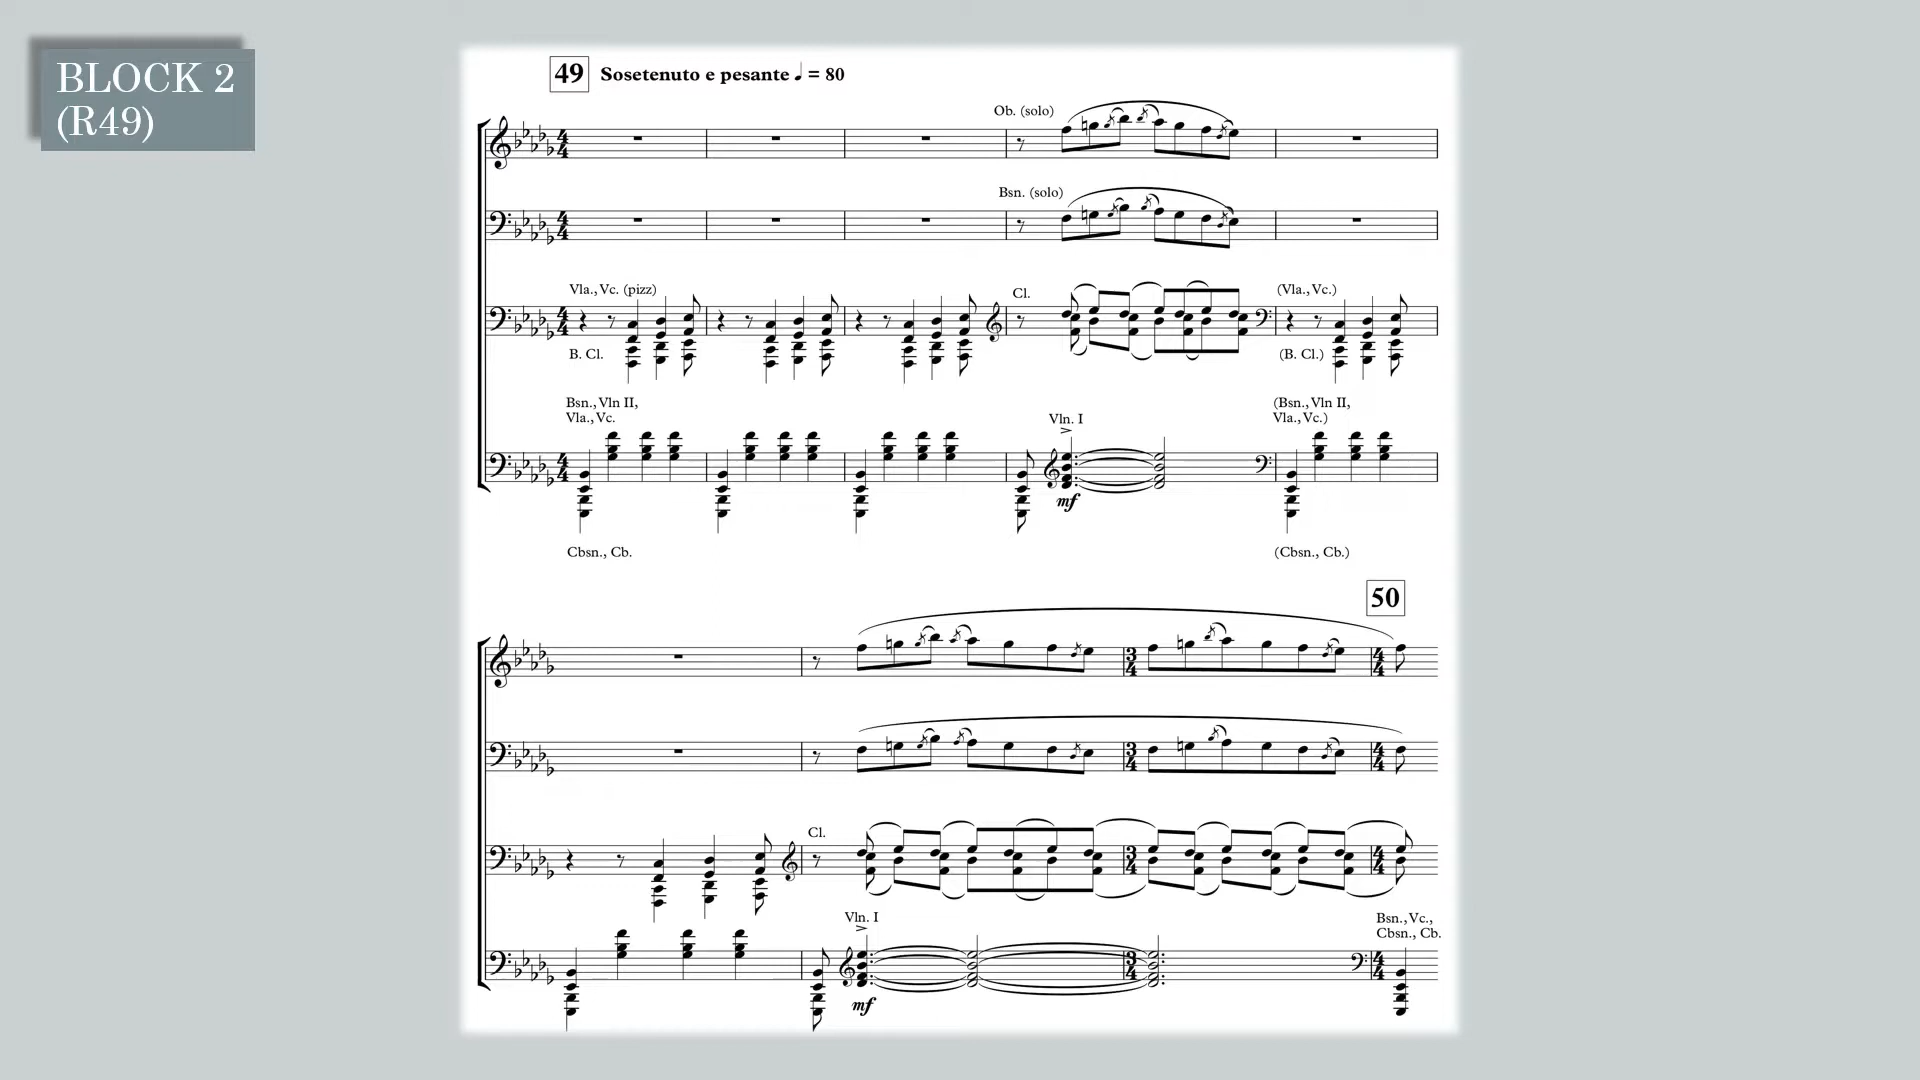 BLOCK 2
(R49)
49 Sosetenuto e pesante ♩ = 80
Ob. (solo)
Bsn. (solo)
Vla., Vc. (pizz)
Cl.
(Vla., Vc.)
B. Cl.
(B. Cl.)
Bsn., Vln II,
Vla., Vc.
Vln. I
(Bsn., Vln II,
Vla., Vc.)
mf
Cbsn., Cb.
(Cbsn., Cb.)
50
Cl.
Vln. I
Bsn., Vc.,
Cbsn., Cb.
mf